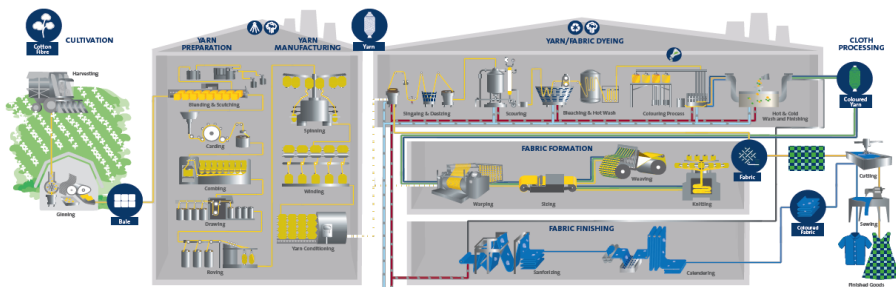 Cotton
Fibre
CULTIVATION
Harvesting
Ginning
Bale
YARN
PREPARATION
Blending & Scutching
Carding
Combing
Drawing
Roving
YARN
MANUFACTURING
Spinning
Winding
Yarn Conditioning
Yarn
YARN/FABRIC DYEING
Singeing & Desizing
Scouring
Bleaching & Hot Wash
Colouring Process
Hot & Cold
Wash and Finishing
FABRIC FORMATION
Warping
Sizing
Weaving
Knitting
Fabric
FABRIC FINISHING
Sanforizing
Calendering
Coloured
Fabric
CLOTH
PROCESSING
Coloured
Yarn
Cutting
Sewing
Finished Goods